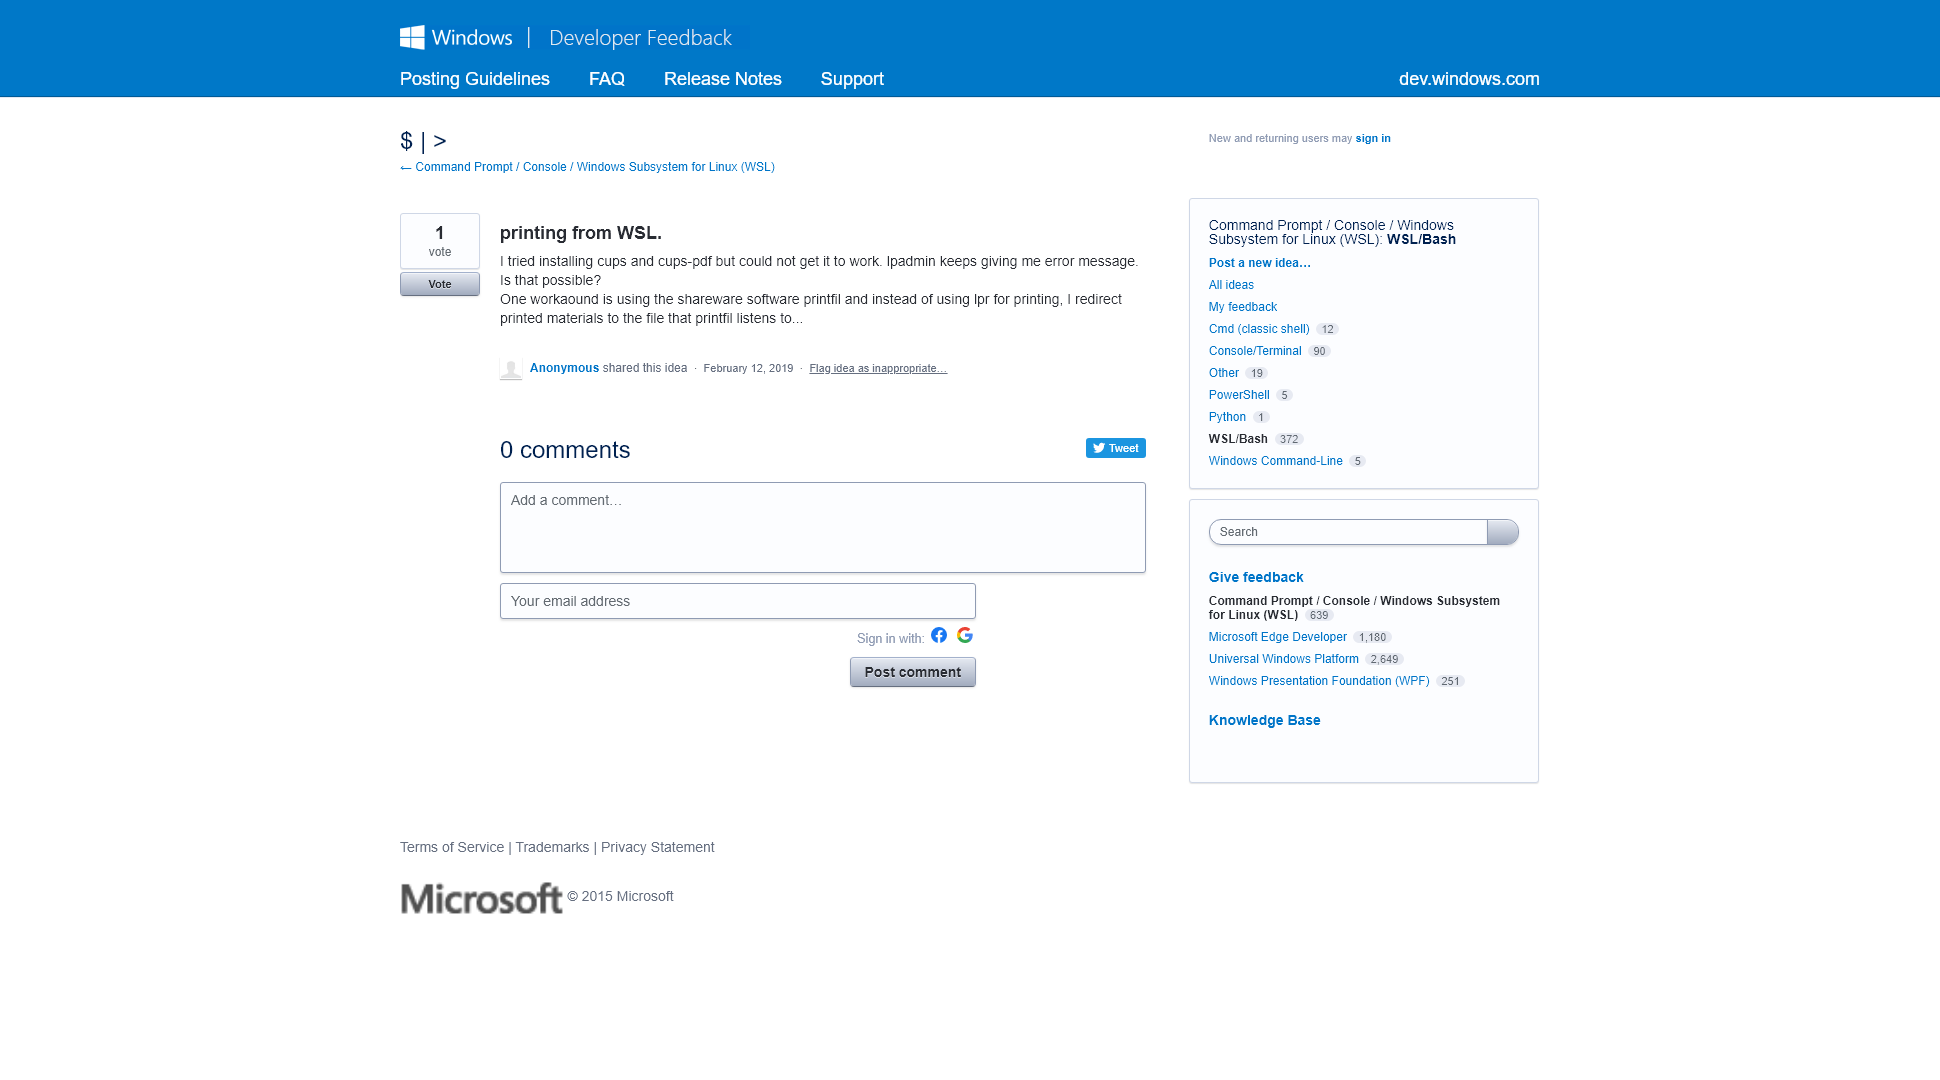 Windows | Developer Feedback
Posting Guidelines FAQ Release Notes Support dev.windows.com
$ | >
← Command Prompt / Console / Windows Subsystem for Linux (WSL)
New and returning users may sign in
1
vote
Vote
printing from WSL.
I tried installing cups and cups-pdf but could not get it to work. lpadmin keeps giving me error message.
Is that possible?
One workaound is using the shareware software printfil and instead of using lpr for printing, I redirect
printed materials to the file that printfil listens to...
Anonymous shared this idea · February 12, 2019 · Flag idea as inappropriate…
0 comments
Tweet
Add a comment…
Your email address
Sign in with:
Post comment
Command Prompt / Console / Windows
Subsystem for Linux (WSL): WSL/Bash
Post a new idea…
All ideas
My feedback
Cmd (classic shell) 12
Console/Terminal 90
Other 19
PowerShell 5
Python 1
WSL/Bash 372
Windows Command-Line 5
Search
Give feedback
Command Prompt / Console / Windows Subsystem
for Linux (WSL) 639
Microsoft Edge Developer 1,180
Universal Windows Platform 2,649
Windows Presentation Foundation (WPF) 251
Knowledge Base
Terms of Service | Trademarks | Privacy Statement
Microsoft © 2015 Microsoft